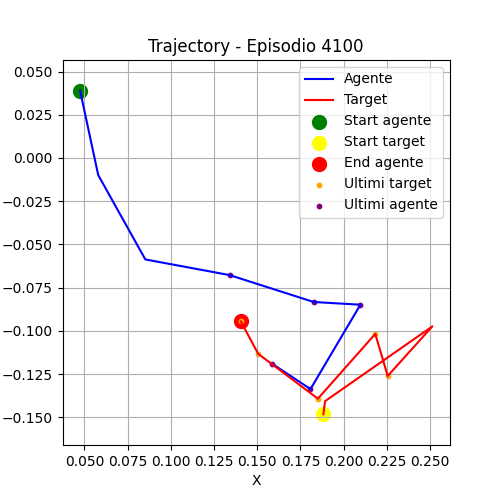 Trajectory - Episodio 4100
Agente
Target
Start agente
Start target
End agente
Ultimi target
Ultimi agente
0.050
0.025
0.000
−0.025
−0.050
−0.075
−0.100
−0.125
−0.150
0.050 0.075 0.100 0.125 0.150 0.175 0.200 0.225 0.250
X